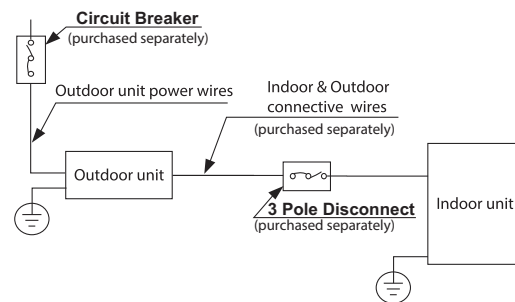 Circuit Breaker
(purchased separately)
Outdoor unit power wires
Indoor & Outdoor
connective wires
(purchased separately)
Outdoor unit
3 Pole Disconnect
(purchased separately)
Indoor unit